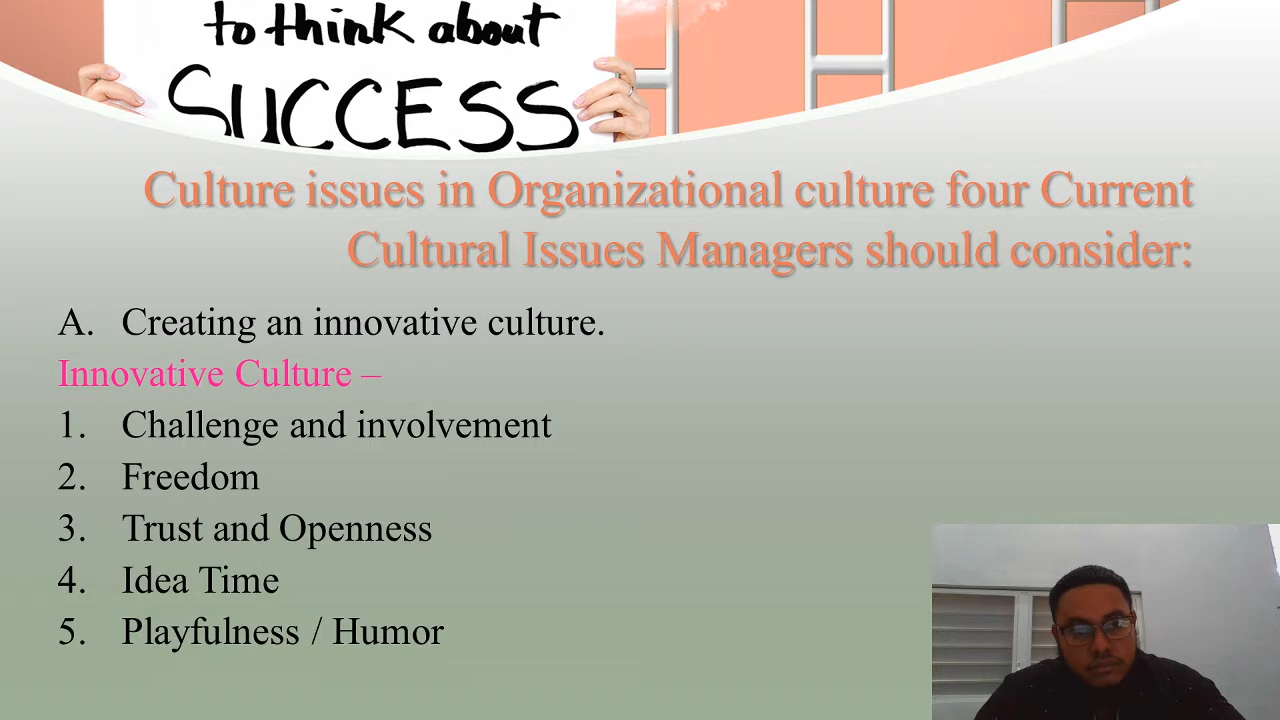 to think about
SUCCESS
Culture issues in Organizational culture four Current
Cultural Issues Managers should consider:
A. Creating an innovative culture.
Innovative Culture –
1. Challenge and involvement
2. Freedom
3. Trust and Openness
4. Idea Time
5. Playfulness / Humor